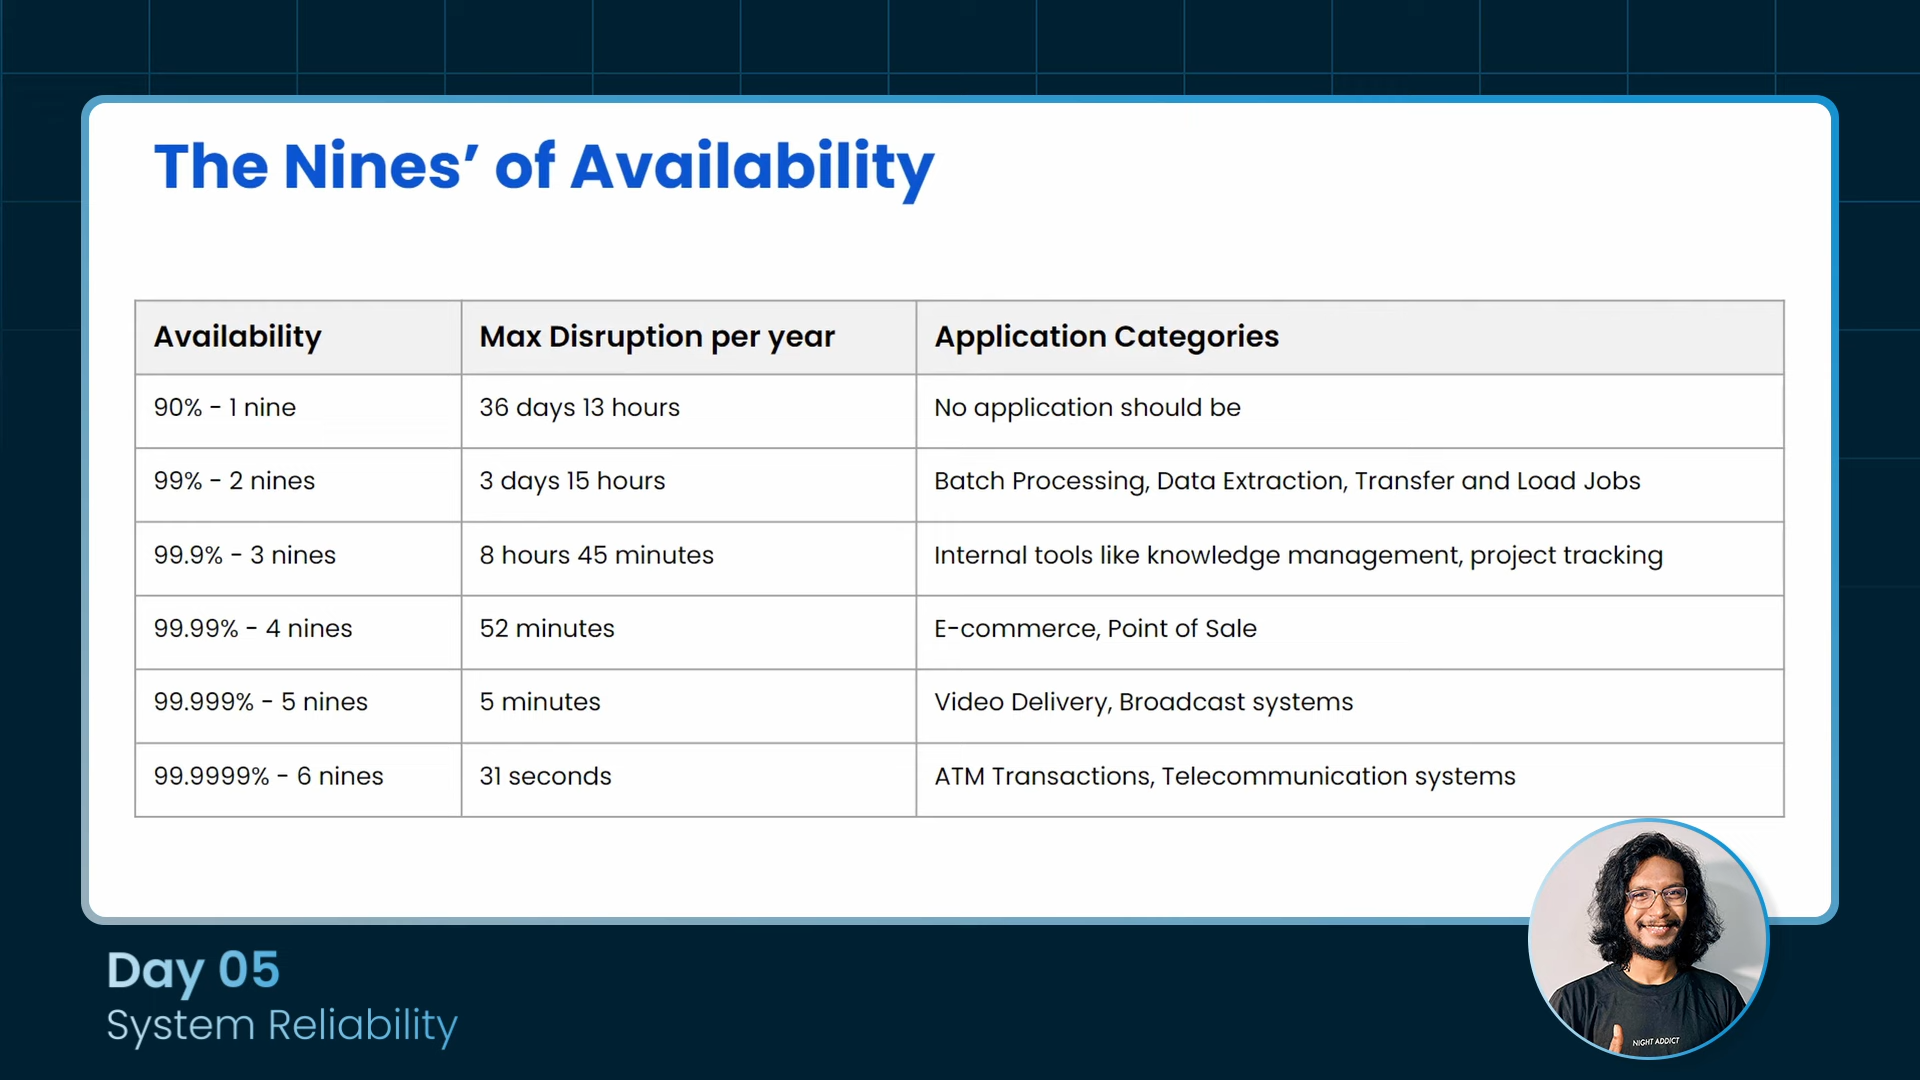 The Nines’ of Availability
Availability Max Disruption per year Application Categories
90% - 1 nine 36 days 13 hours No application should be
99% - 2 nines 3 days 15 hours Batch Processing, Data Extraction, Transfer and Load Jobs
99.9% - 3 nines 8 hours 45 minutes Internal tools like knowledge management, project tracking
99.99% - 4 nines 52 minutes E-commerce, Point of Sale
99.999% - 5 nines 5 minutes Video Delivery, Broadcast systems
99.9999% - 6 nines 31 seconds ATM Transactions, Telecommunication systems
Day 05
System Reliability
NIGHT ADDICT